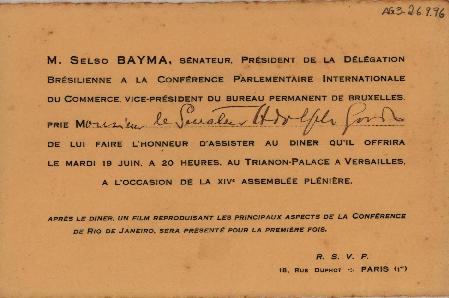 AG3-26.9.96
M. SELSO BAYMA, SÉNATEUR, PRÉSIDENT DE LA DÉLÉGATION
BRÉSILIENNE A LA CONFÉRENCE PARLEMENTAIRE INTERNATIONALE
DU COMMERCE, VICE-PRÉSIDENT DU BUREAU PERMANENT DE BRUXELLES,
PRIE Monsieur le Sénateur Adolphe
DE LUI FAIRE L'HONNEUR D'ASSISTER AU DINER QU'IL OFFRIRA
LE MARDI 19 JUIN, A 20 HEURES, AU TRIANON-PALACE A VERSAILLES,
A L'OCCASION DE LA XIVe ASSEMBLÉE PLÉNIÈRE.
APRÈS LE DINER, UN FILM REPRODUISANT LES PRINCIPAUX ASPECTS DE LA CONFÉRENCE
DE RIO DE JANEIRO, SERA PRÉSENTÉ POUR LA PREMIÈRE FOIS.
R. S. V. P.
18, RUE DUPHOT -:- PARIS (1er)